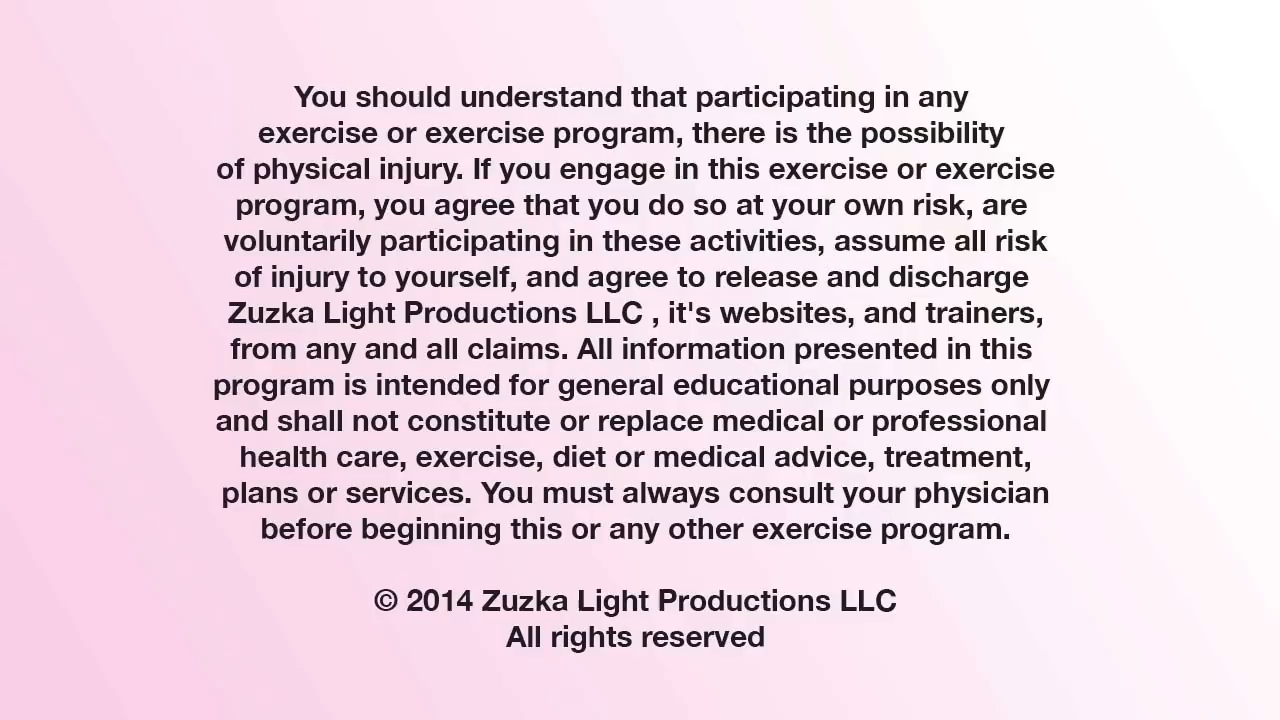 You should understand that participating in any
exercise or exercise program, there is the possibility
of physical injury. If you engage in this exercise or exercise
program, you agree that you do so at your own risk, are
voluntarily participating in these activities, assume all risk
of injury to yourself, and agree to release and discharge
Zuzka Light Productions LLC , it's websites, and trainers,
from any and all claims. All information presented in this
program is intended for general educational purposes only
and shall not constitute or replace medical or professional
health care, exercise, diet or medical advice, treatment,
plans or services. You must always consult your physician
before beginning this or any other exercise program.
© 2014 Zuzka Light Productions LLC
All rights reserved